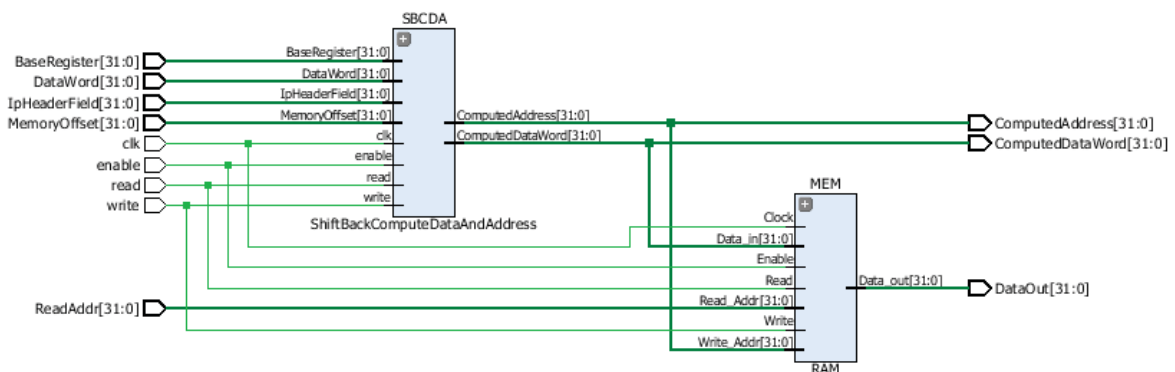 SBCDA
BaseRegister[31:0]
DataWord[31:0]
IpHeaderField[31:0]
MemoryOffset[31:0]
clk
enable
read
write
BaseRegister[31:0]
DataWord[31:0]
IpHeaderField[31:0]
MemoryOffset[31:0]
clk
enable
read
write
ComputedAddress[31:0]
ComputedDataWord[31:0]
ShiftBackComputeDataAndAddress
ComputedAddress[31:0]
ComputedDataWord[31:0]
MEM
Clock
Data_in[31:0]
Enable
Read
Read_Addr[31:0]
Write
Write_Addr[31:0]
Data_out[31:0]
RAM
ReadAddr[31:0]
DataOut[31:0]